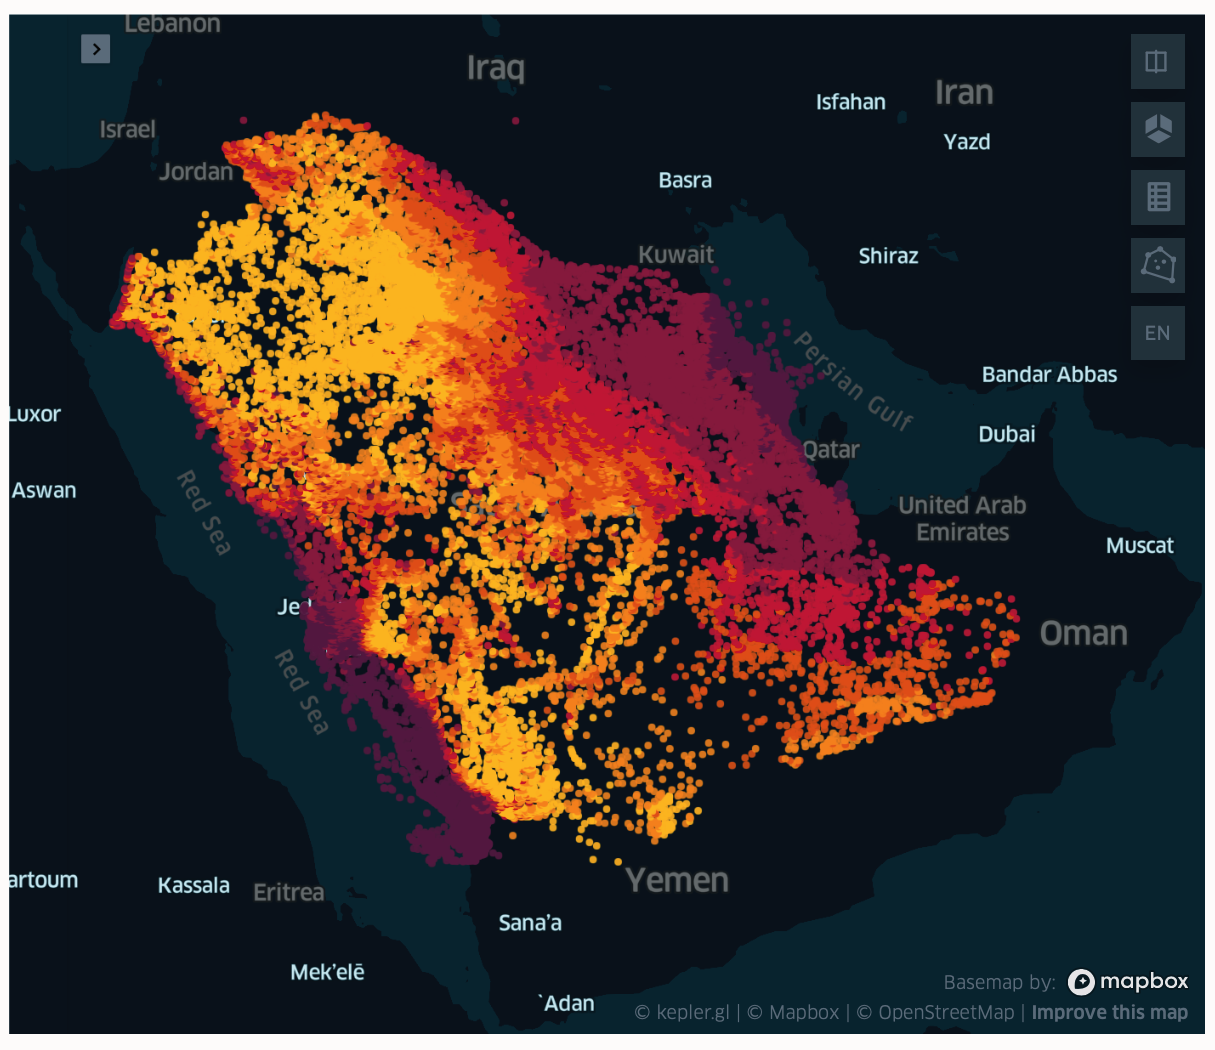 Lebanon
Iraq
Iran
Isfahan
Israel
Yazd
Jordan
Basra
Kuwait
Shiraz
EN
Persian Gulf
Bandar Abbas
Luxor
Dubai
Qatar
Aswan
Red Sea
United Arab
Emirates
Muscat
Oman
Red Sea
Yemen
artoum
Kassala
Eritrea
Sana'a
Mek'elē
`Adan
Basemap by: mapbox
© kepler.gl | © Mapbox | © OpenStreetMap | Improve this map